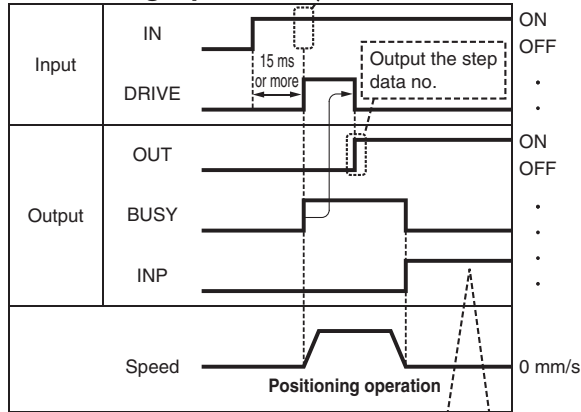 IN
ON
OFF
Input
15 ms
or more
Output the step
data no.
DRIVE
OUT
ON
OFF
Output
BUSY
INP
Speed
0 mm/s
Positioning operation